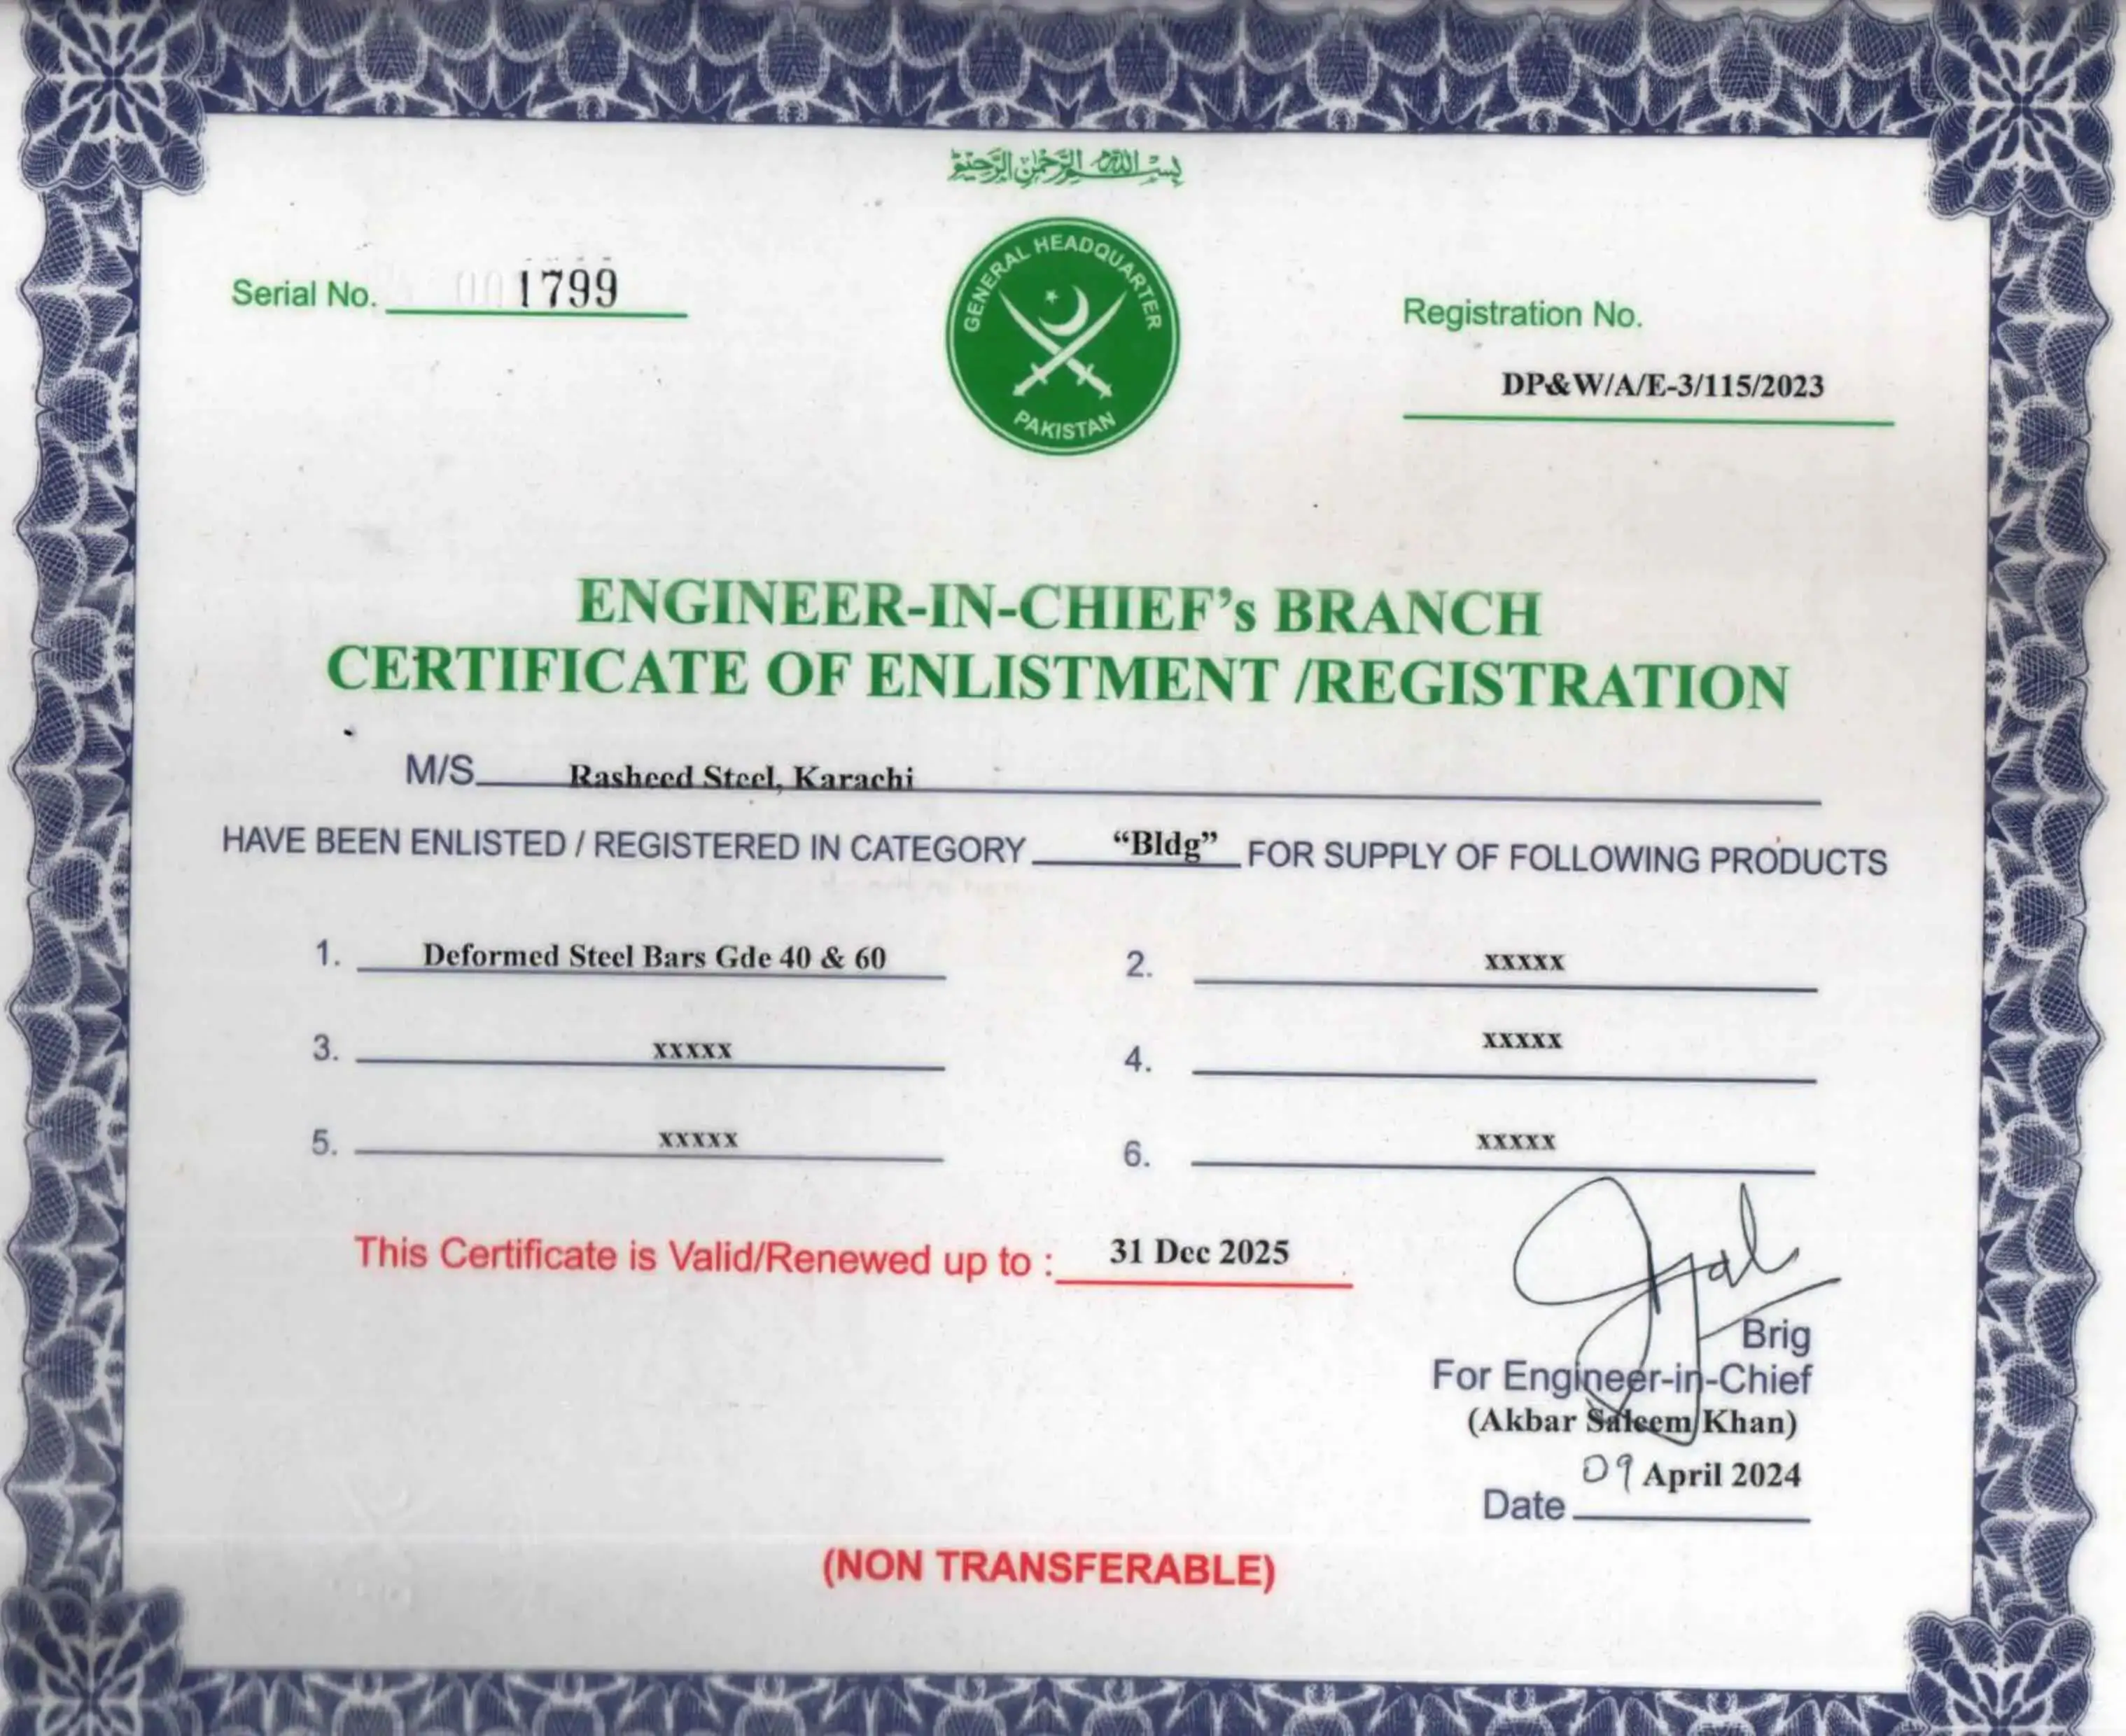 بسم الله الرحمن الرحيم
GENERAL HEADQUARTER
PAKISTAN
Serial No. 001799
Registration No.
DP&W/A/E-3/115/2023
ENGINEER-IN-CHIEF's BRANCH
CERTIFICATE OF ENLISTMENT /REGISTRATION
M/S Rasheed Steel, Karachi
HAVE BEEN ENLISTED / REGISTERED IN CATEGORY “Bldg” FOR SUPPLY OF FOLLOWING PRODUCTS
1. Deformed Steel Bars Gde 40 & 60 2. xxxxx
3. xxxxx 4. xxxxx
5. xxxxx 6. xxxxx
This Certificate is Valid/Renewed up to : 31 Dec 2025
Brig
For Engineer-in-Chief
(Akbar Saleem Khan)
09 April 2024
Date
(NON TRANSFERABLE)